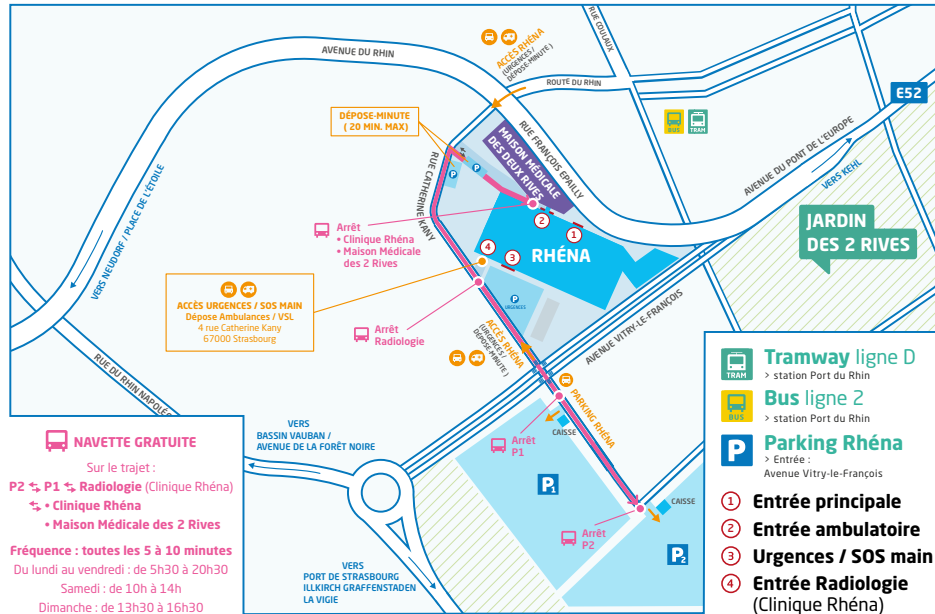 AVENUE DU RHIN
ACCÈS RHÉNA
(URGENCES /
DÉPOSE-MINUTE )
RUE COULAUX
ROUTE DU RHIN
E52
BUS
TRAM
DÉPOSE-MINUTE
( 20 MIN. MAX)
P
P
MAISON MÉDICALE
DES DEUX RIVES
RUE FRANÇOIS EPAILLY
AVENUE DU PONT DE L'EUROPE
VERS KEHL
RUE CATHERINE KANY
VERS NEUDORF / PLACE DE L'ÉTOILE
JARDIN
DES 2 RIVES
Arrêt
• Clinique Rhéna
• Maison Médicale
des 2 Rives
2
1
4
3
RHÉNA
ACCÈS URGENCES / SOS MAIN
Dépose Ambulances / VSL
4 rue Catherine Kany
67000 Strasbourg
P
URGENCES
Arrêt
Radiologie
ACCÈS RHÉNA
(URGENCES /
DÉPOSE-MINUTE )
AVENUE VITRY-LE-FRANÇOIS
RUE DU RHIN NAPOLÉ
PARKING RHÉNA
CAISSE
Arrêt
P1
P1
CAISSE
Arrêt
P2
P2
VERS
BASSIN VAUBAN /
AVENUE DE LA FORÊT NOIRE
VERS
PORT DE STRASBOURG
ILLKIRCH GRAFFENSTADEN
LA VIGIE
NAVETTE GRATUITE
Sur le trajet :
P2 ⇆ P1 ⇆ Radiologie (Clinique Rhéna)
⇆ • Clinique Rhéna
• Maison Médicale des 2 Rives
Fréquence : toutes les 5 à 10 minutes
Du lundi au vendredi : de 5h30 à 20h30
Samedi : de 10h à 14h
Dimanche : de 13h30 à 16h30
TRAM
Tramway ligne D
> station Port du Rhin
BUS
Bus ligne 2
> station Port du Rhin
P
Parking Rhéna
> Entrée :
Avenue Vitry-le-François
1 Entrée principale
2 Entrée ambulatoire
3 Urgences / SOS main
4 Entrée Radiologie
(Clinique Rhéna)